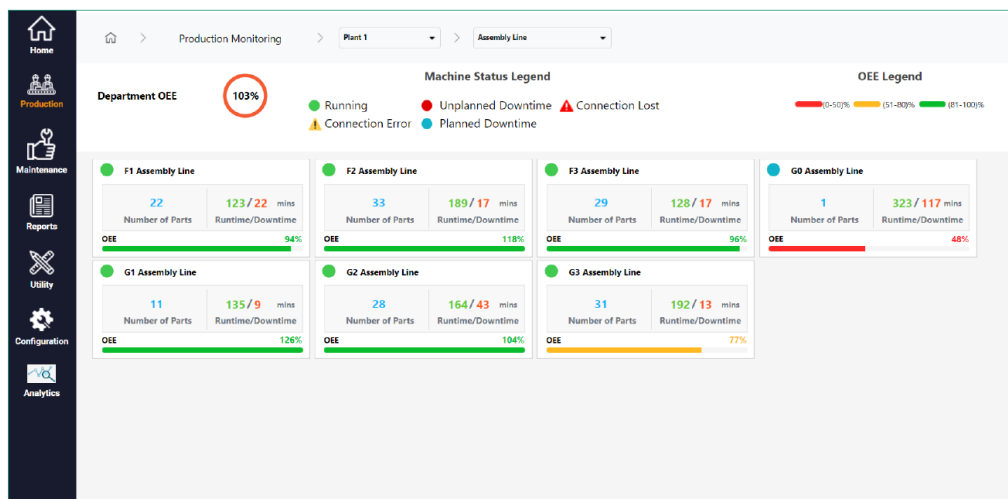 Home
Production
Maintenance
Reports
Utility
Configuration
Analytics
Production Monitoring
Plant 1
Assembly Line
Department OEE
103%
Machine Status Legend
Running
Unplanned Downtime
Connection Lost
Connection Error
Planned Downtime
OEE Legend
(0-50)% (51-80)% (81-100)%
F1 Assembly Line
22 123/ 22 mins
Number of Parts Runtime/Downtime
OEE 94%
F2 Assembly Line
33 189/ 17 mins
Number of Parts Runtime/Downtime
OEE 118%
F3 Assembly Line
29 128/ 17 mins
Number of Parts Runtime/Downtime
OEE 96%
G0 Assembly Line
1 323/ 117 mins
Number of Parts Runtime/Downtime
OEE 48%
G1 Assembly Line
11 135/ 9 mins
Number of Parts Runtime/Downtime
OEE 126%
G2 Assembly Line
28 164/ 43 mins
Number of Parts Runtime/Downtime
OEE 104%
G3 Assembly Line
31 192/ 13 mins
Number of Parts Runtime/Downtime
OEE 77%